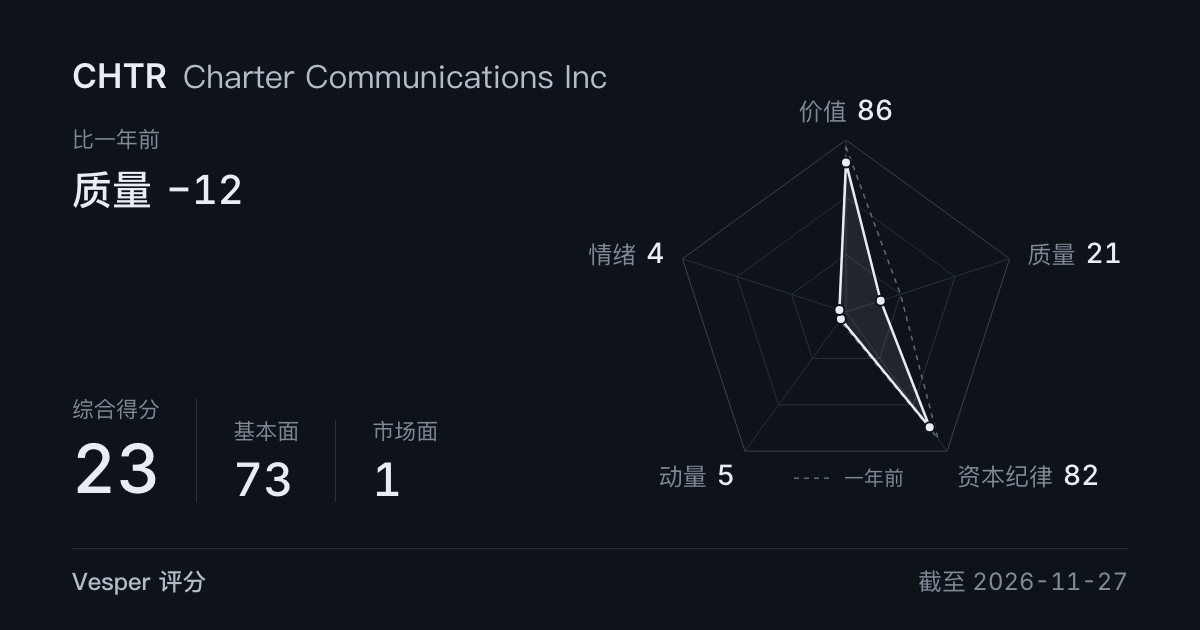 CHTR Charter Communications Inc
比一年前
质量 −12
价值 86
情绪 4
质量 21
动量 5
---- 一年前
资本纪律 82
综合得分
23
基本面
73
市场面
1
Vesper 评分
截至 2026-11-27